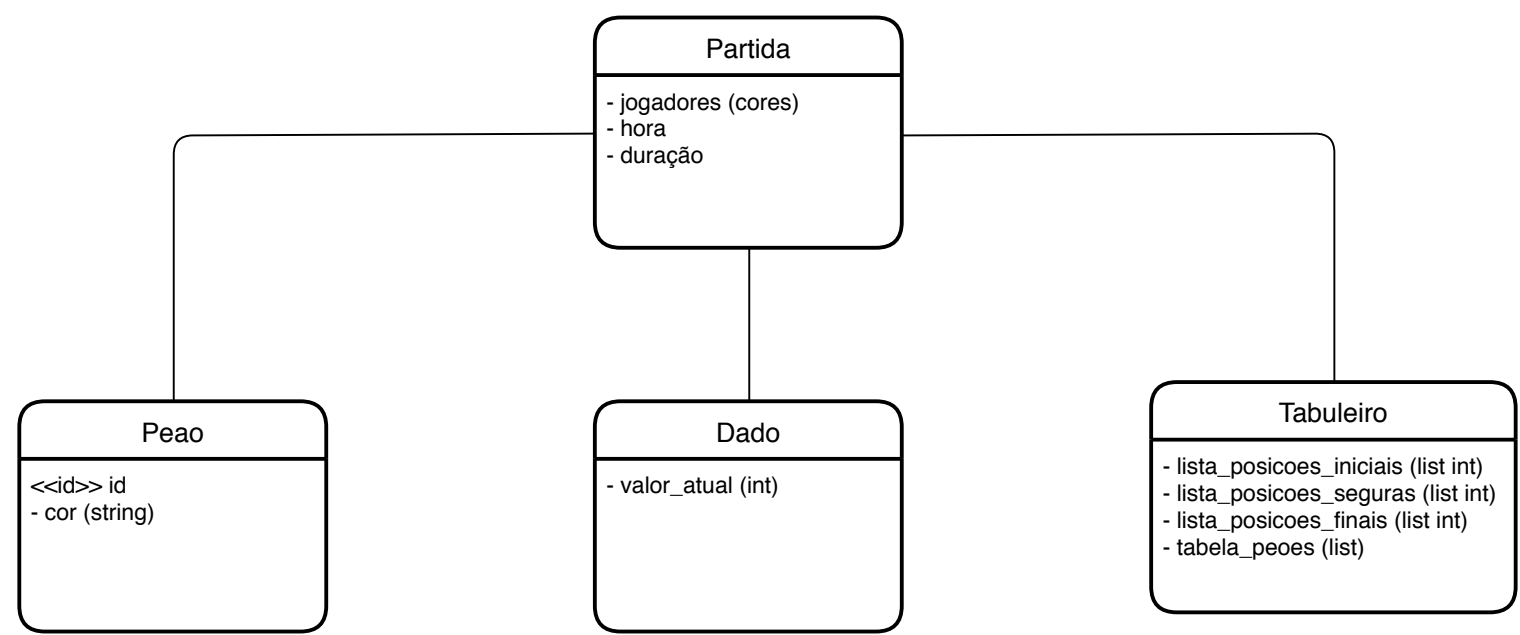 Partida
- jogadores (cores)
- hora
- duração
Peao
<<id>> id
- cor (string)
Dado
- valor_atual (int)
Tabuleiro
- lista_posicoes_iniciais (list int)
- lista_posicoes_seguras (list int)
- lista_posicoes_finais (list int)
- tabela_peoes (list)